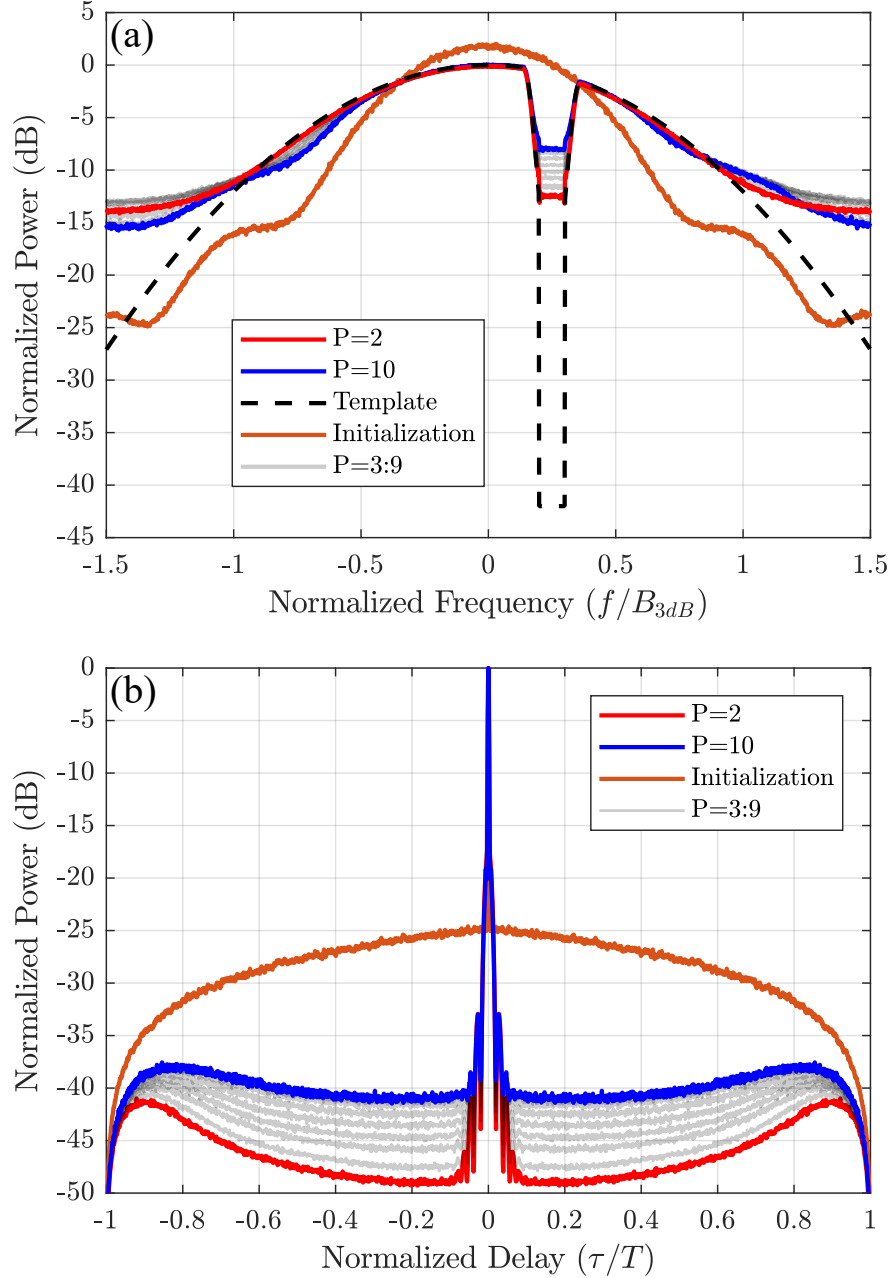 (a)
5
0
-5
-10
-15
-20
-25
-30
-35
-40
-45
Normalized Power (dB)
P=2
P=10
Template
Initialization
P=3:9
-1.5 -1 -0.5 0 0.5 1 1.5
Normalized Frequency (f/B3dB)
(b)
0
-5
-10
-15
-20
-25
-30
-35
-40
-45
-50
Normalized Power (dB)
P=2
P=10
Initialization
P=3:9
-1 -0.8 -0.6 -0.4 -0.2 0 0.2 0.4 0.6 0.8 1
Normalized Delay (τ/T)